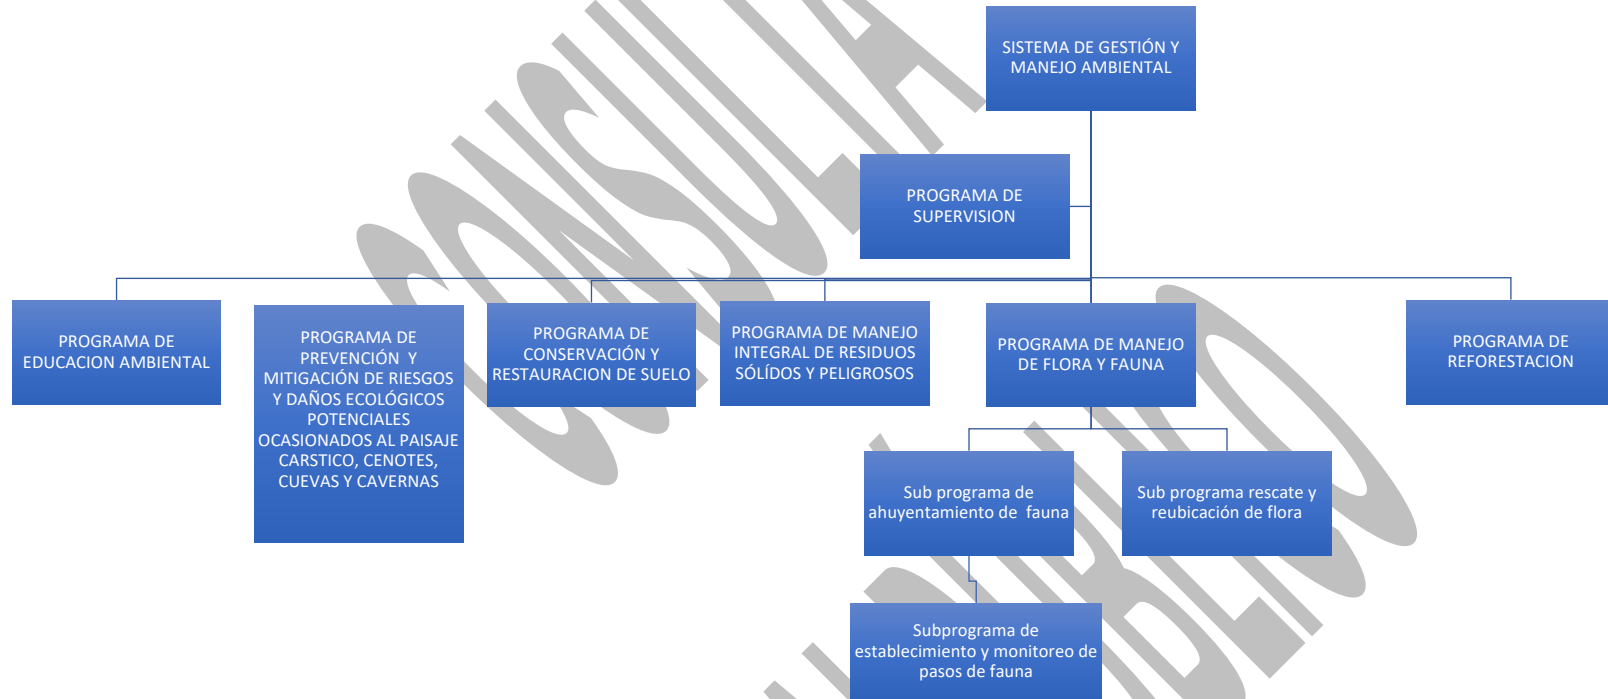 SISTEMA DE GESTIÓN Y
MANEJO AMBIENTAL
PROGRAMA DE
SUPERVISION
PROGRAMA DE
EDUCACION AMBIENTAL
PROGRAMA DE
PREVENCIÓN Y
MITIGACIÓN DE RIESGOS
Y DAÑOS ECOLÓGICOS
POTENCIALES
OCASIONADOS AL PAISAJE
CARSTICO, CENOTES,
CUEVAS Y CAVERNAS
PROGRAMA DE
CONSERVACIÓN Y
RESTAURACION DE SUELO
PROGRAMA DE MANEJO
INTEGRAL DE RESIDUOS
SÓLÍDOS Y PELIGROSOS
PROGRAMA DE MANEJO
DE FLORA Y FAUNA
PROGRAMA DE
REFORESTACION
Sub programa de
ahuyentamiento de fauna
Sub programa rescate y
reubicación de flora
Subprograma de
establecimiento y monitoreo de
pasos de fauna
CONSULTA